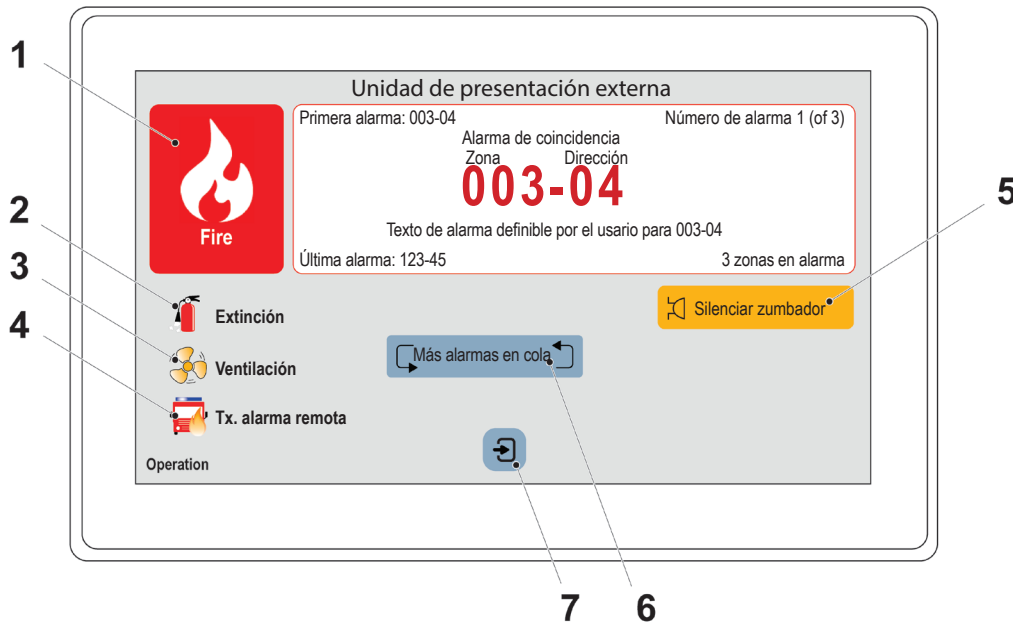 1
Unidad de presentación externa
Primera alarma: 003-04
Número de alarma 1 (of 3)
Alarma de coincidencia
Zona Dirección
003-04
Texto de alarma definible por el usario para 003-04
Última alarma: 123-45
3 zonas en alarma
Fire
2
5
Extinción
Silenciar zumbador
3
Más alarmas en cola
Ventilación
4
Tx. alarma remota
Operation
7
6